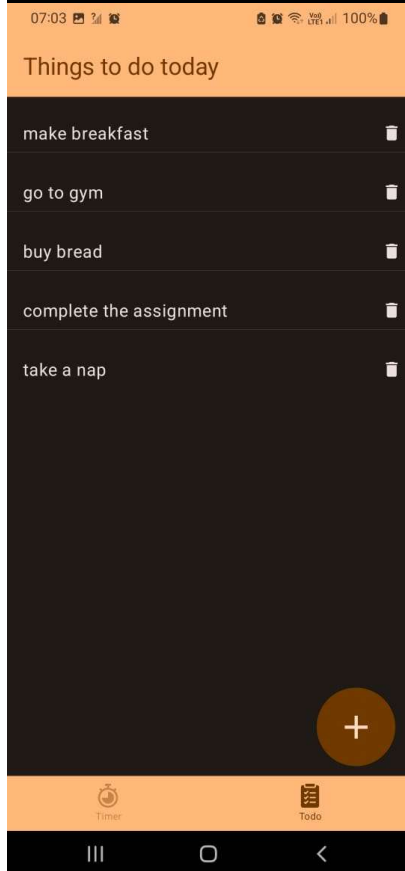 07:03 100%
Things to do today
make breakfast
go to gym
buy bread
complete the assignment
take a nap
Timer Todo